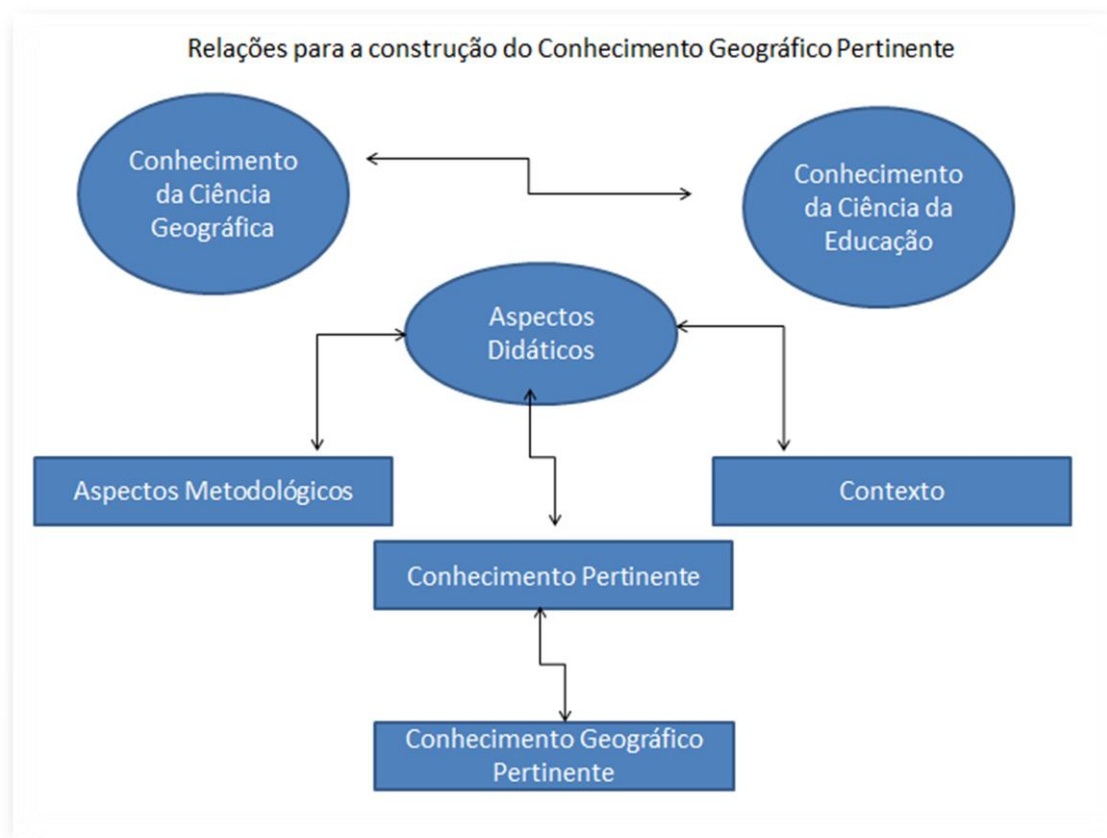 Relações para a construção do Conhecimento Geográfico Pertinente
Conhecimento
da Ciência
Geográfica
Conhecimento
da Ciência da
Educação
Aspectos
Didáticos
Aspectos Metodológicos
Contexto
Conhecimento Pertinente
Conhecimento Geográfico
Pertinente